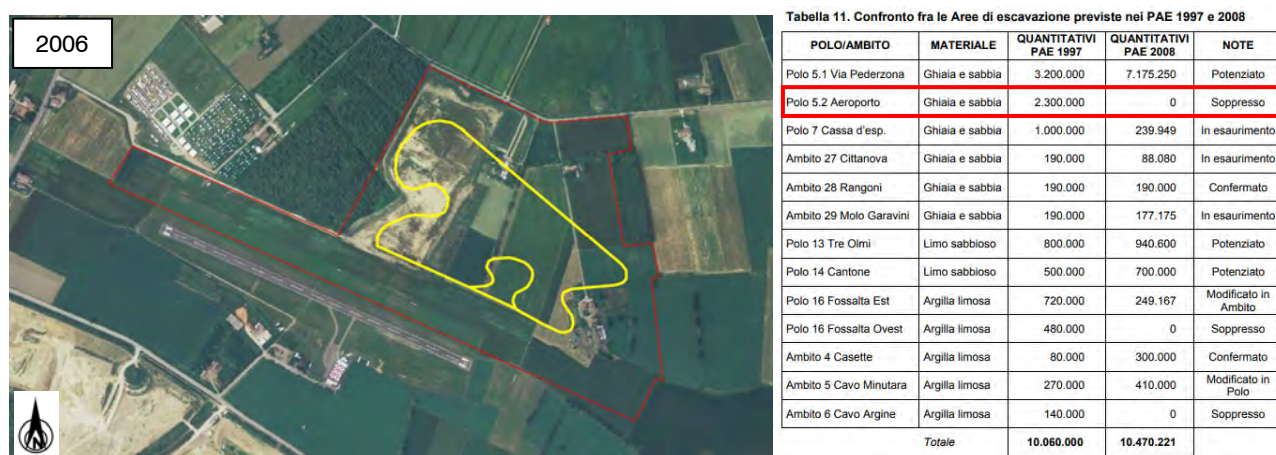 2006
N
Tabella 11. Confronto fra le Aree di escavazione previste nei PAE 1997 e 2008
POLO/AMBITO MATERIALE QUANTITATIVI PAE 1997 QUANTITATIVI PAE 2008 NOTE
Polo 5.1 Via Pederzona Ghiaia e sabbia 3.200.000 7.175.250 Potenziato
Polo 5.2 Aeroporto Ghiaia e sabbia 2.300.000 0 Soppresso
Polo 7 Cassa d'esp. Ghiaia e sabbia 1.000.000 239.949 In esaurimento
Ambito 27 Cittanova Ghiaia e sabbia 190.000 88.080 In esaurimento
Ambito 28 Rangoni Ghiaia e sabbia 190.000 190.000 Confermato
Ambito 29 Molo Garavini Ghiaia e sabbia 190.000 177.175 In esaurimento
Polo 13 Tre Olmi Limo sabbioso 800.000 940.600 Potenziato
Polo 14 Cantone Limo sabbioso 500.000 700.000 Potenziato
Polo 16 Fossalta Est Argilla limosa 720.000 249.167 Modificato in Ambito
Polo 16 Fossalta Ovest Argilla limosa 480.000 0 Soppresso
Ambito 4 Casette Argilla limosa 80.000 300.000 Confermato
Ambito 5 Cavo Minutara Argilla limosa 270.000 410.000 Modificato in Polo
Ambito 6 Cavo Argine Argilla limosa 140.000 0 Soppresso
Totale 10.060.000 10.470.221